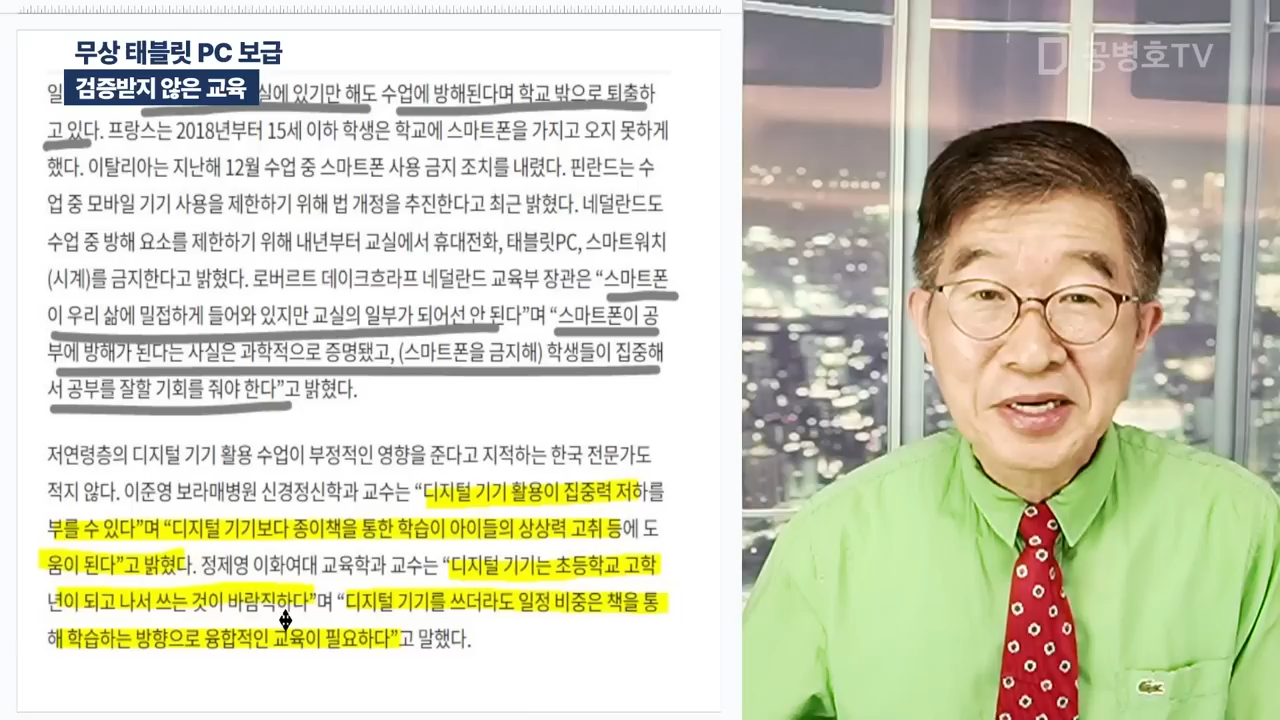 무상 태블릿 PC 보급
검증받지 않은 교육
공병호TV
일 실에 있기만 해도 수업에 방해된다며 학교 밖으로 퇴출하
고 있다. 프랑스는 2018년부터 15세 이하 학생은 학교에 스마트폰을 가지고 오지 못하게
했다. 이탈리아는 지난해 12월 수업 중 스마트폰 사용 금지 조치를 내렸다. 핀란드는 수
업 중 모바일 기기 사용을 제한하기 위해 법 개정을 추진한다고 최근 밝혔다. 네덜란드도
수업 중 방해 요소를 제한하기 위해 내년부터 교실에서 휴대전화, 태블릿PC, 스마트워치
(시계)를 금지한다고 밝혔다. 로버르트 데이크흐라프 네덜란드 교육부 장관은 “스마트폰
이 우리 삶에 밀접하게 들어와 있지만 교실의 일부가 되어선 안 된다”며 “스마트폰이 공
부에 방해가 된다는 사실은 과학적으로 증명됐고, (스마트폰을 금지해) 학생들이 집중해
서 공부를 잘할 기회를 줘야 한다”고 밝혔다.
저연령층의 디지털 기기 활용 수업이 부정적인 영향을 준다고 지적하는 한국 전문가도
적지 않다. 이준영 보라매병원 신경정신학과 교수는 “디지털 기기 활용이 집중력 저하를
부를 수 있다”며 “디지털 기기보다 종이책을 통한 학습이 아이들의 상상력 고취 등에 도
움이 된다”고 밝혔다. 정제영 이화여대 교육학과 교수는 “디지털 기기는 초등학교 고학
년이 되고 나서 쓰는 것이 바람직하다”며 “디지털 기기를 쓰더라도 일정 비중은 책을 통
해 학습하는 방향으로 융합적인 교육이 필요하다”고 말했다.